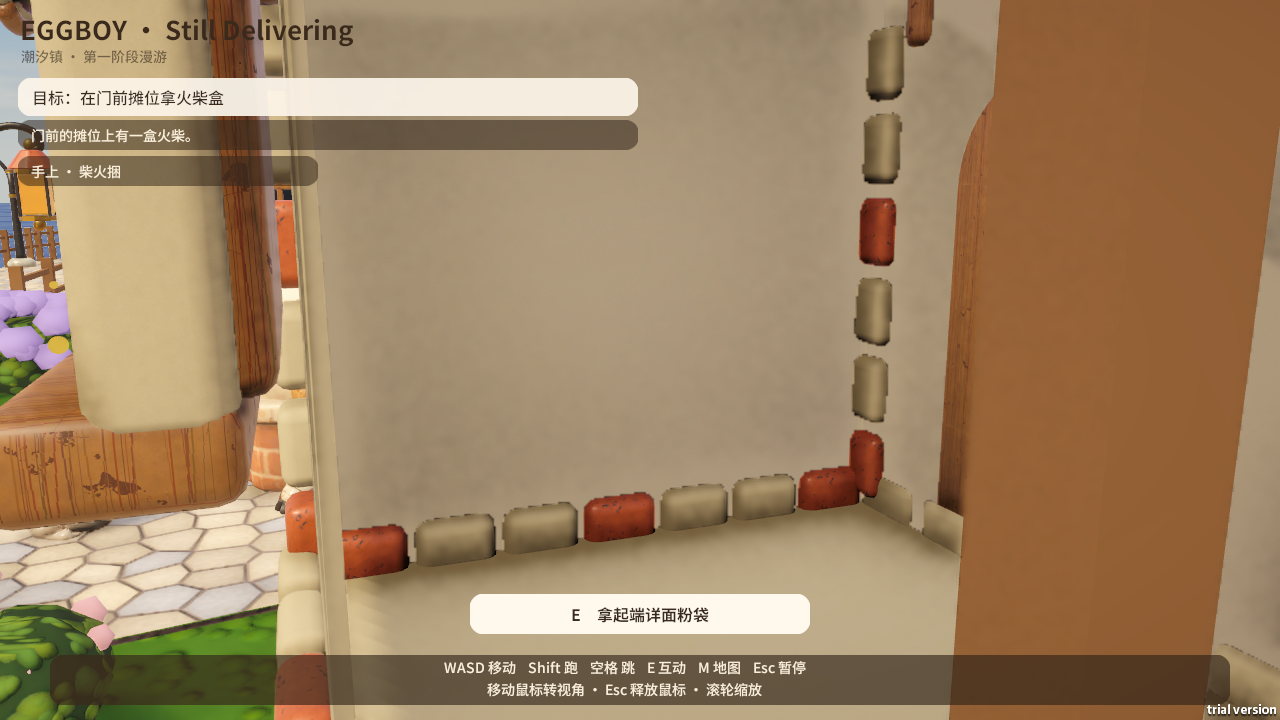 EGGBOY · Still Delivering
潮汐镇 · 第一阶段漫游
目标：在门前摊位拿火柴盒
门前的摊位上有一盒火柴。
手上 · 柴火捆
E 拿起端详面粉袋
WASD 移动 Shift 跑 空格 跳 E 互动 M 地图 Esc 暂停
移动鼠标转视角 · Esc 释放鼠标 · 滚轮缩放
trial version